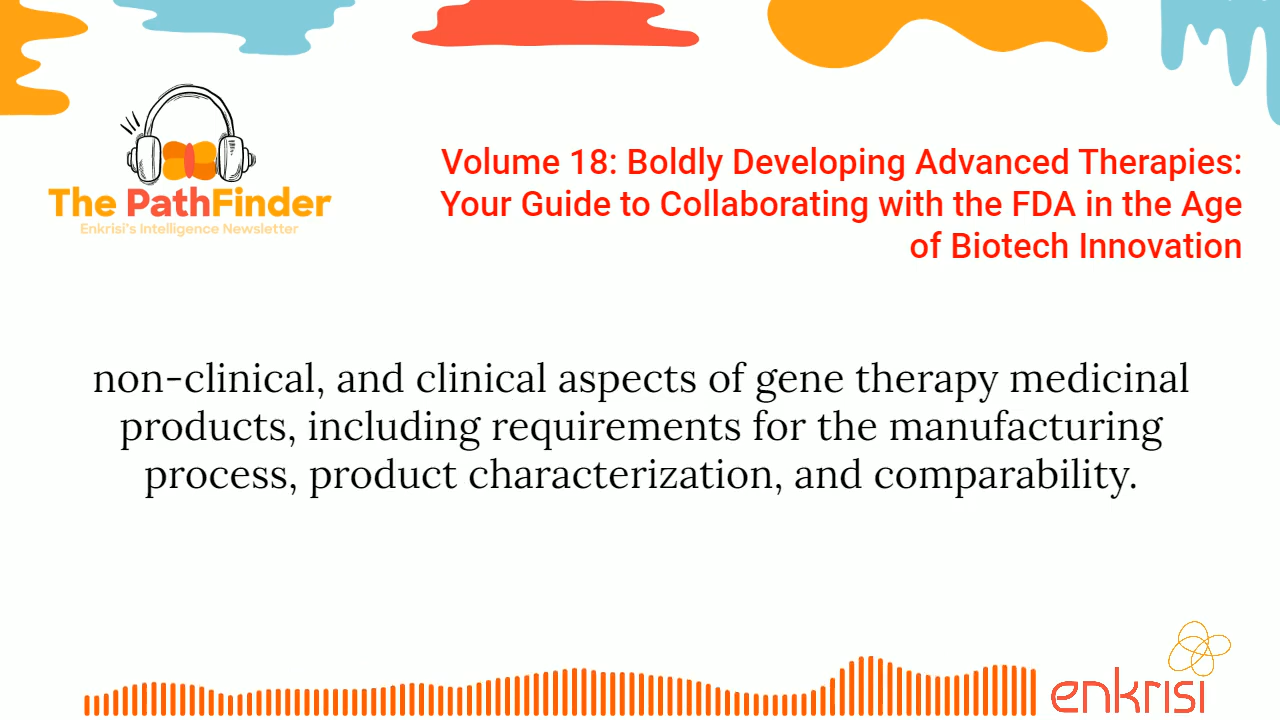 The PathFinder
Enkrisi's Intelligence Newsletter
Volume 18: Boldly Developing Advanced Therapies:
Your Guide to Collaborating with the FDA in the Age
of Biotech Innovation
non-clinical, and clinical aspects of gene therapy medicinal
products, including requirements for the manufacturing
process, product characterization, and comparability.
enkrisi